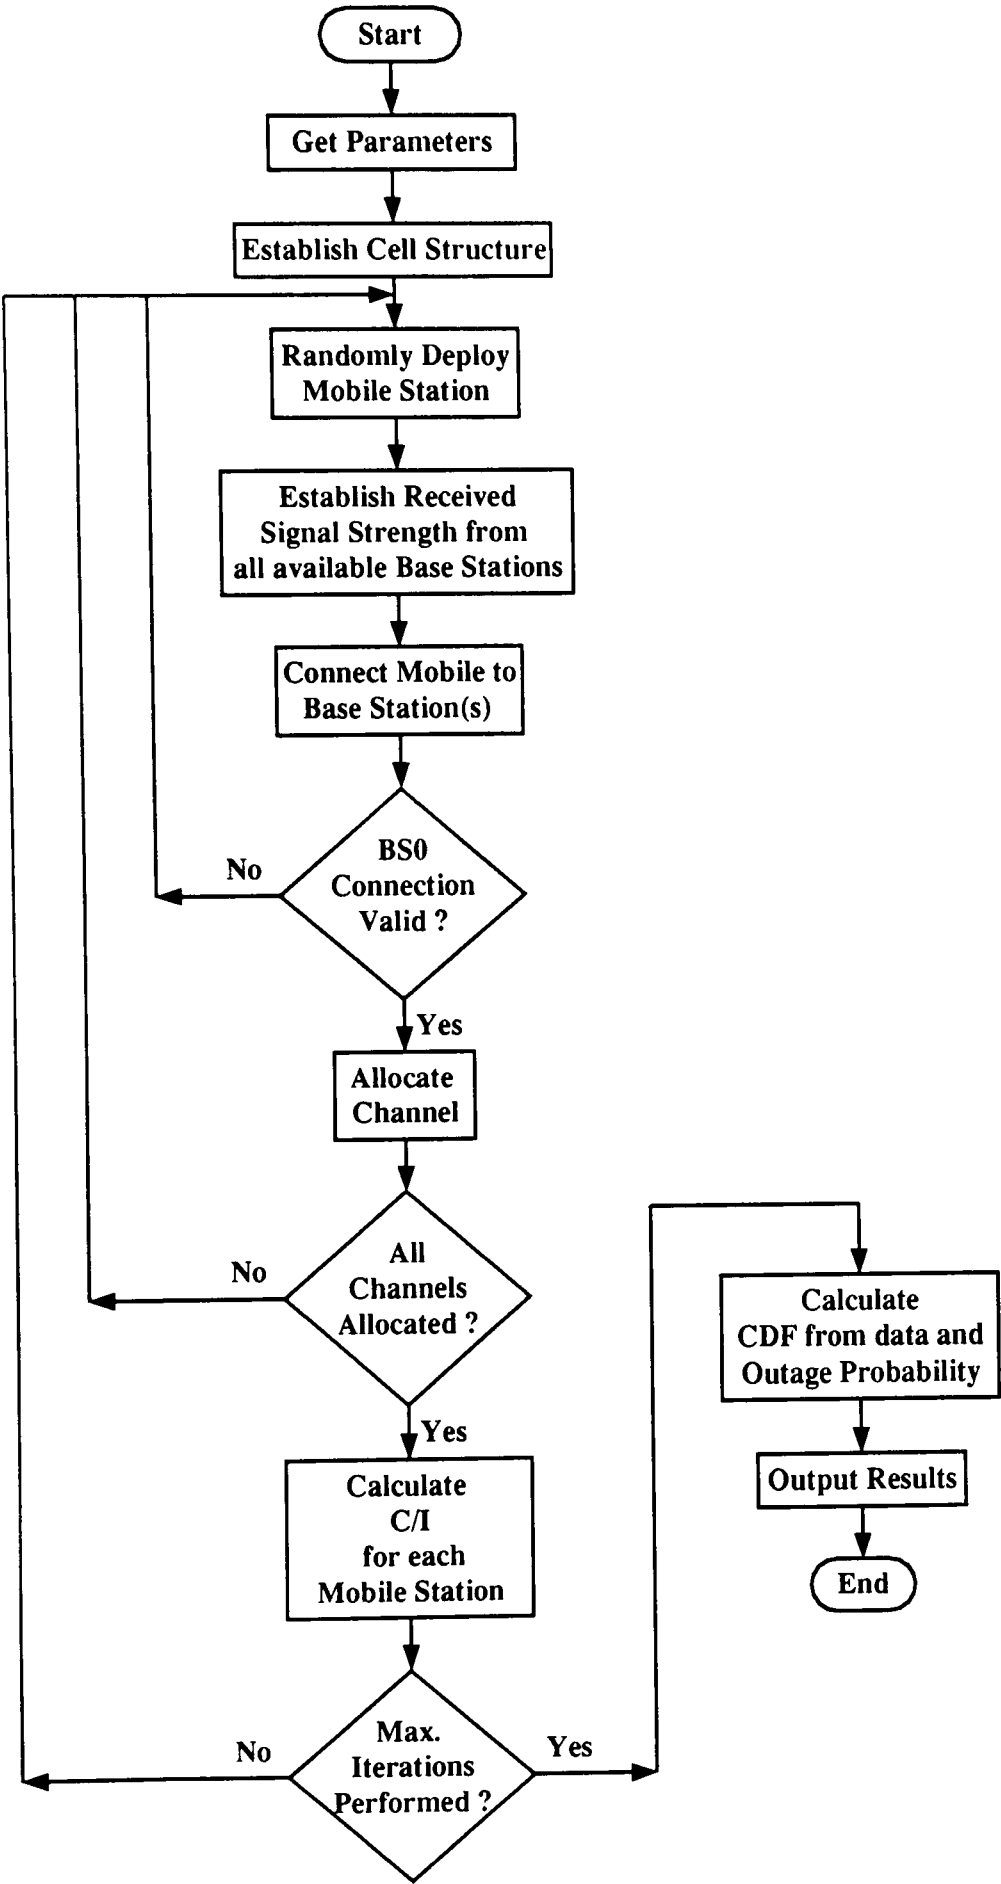 Start
Get Parameters
Establish Cell Structure
Randomly Deploy
Mobile Station
Establish Received
Signal Strength from
all available Base Stations
Connect Mobile to
Base Station(s)
BS0
Connection
Valid ?
No
Yes
Allocate
Channel
All
Channels
Allocated ?
No
Yes
Calculate
C/I
for each
Mobile Station
Max.
Iterations
Performed ?
No
Yes
Calculate
CDF from data and
Outage Probability
Output Results
End